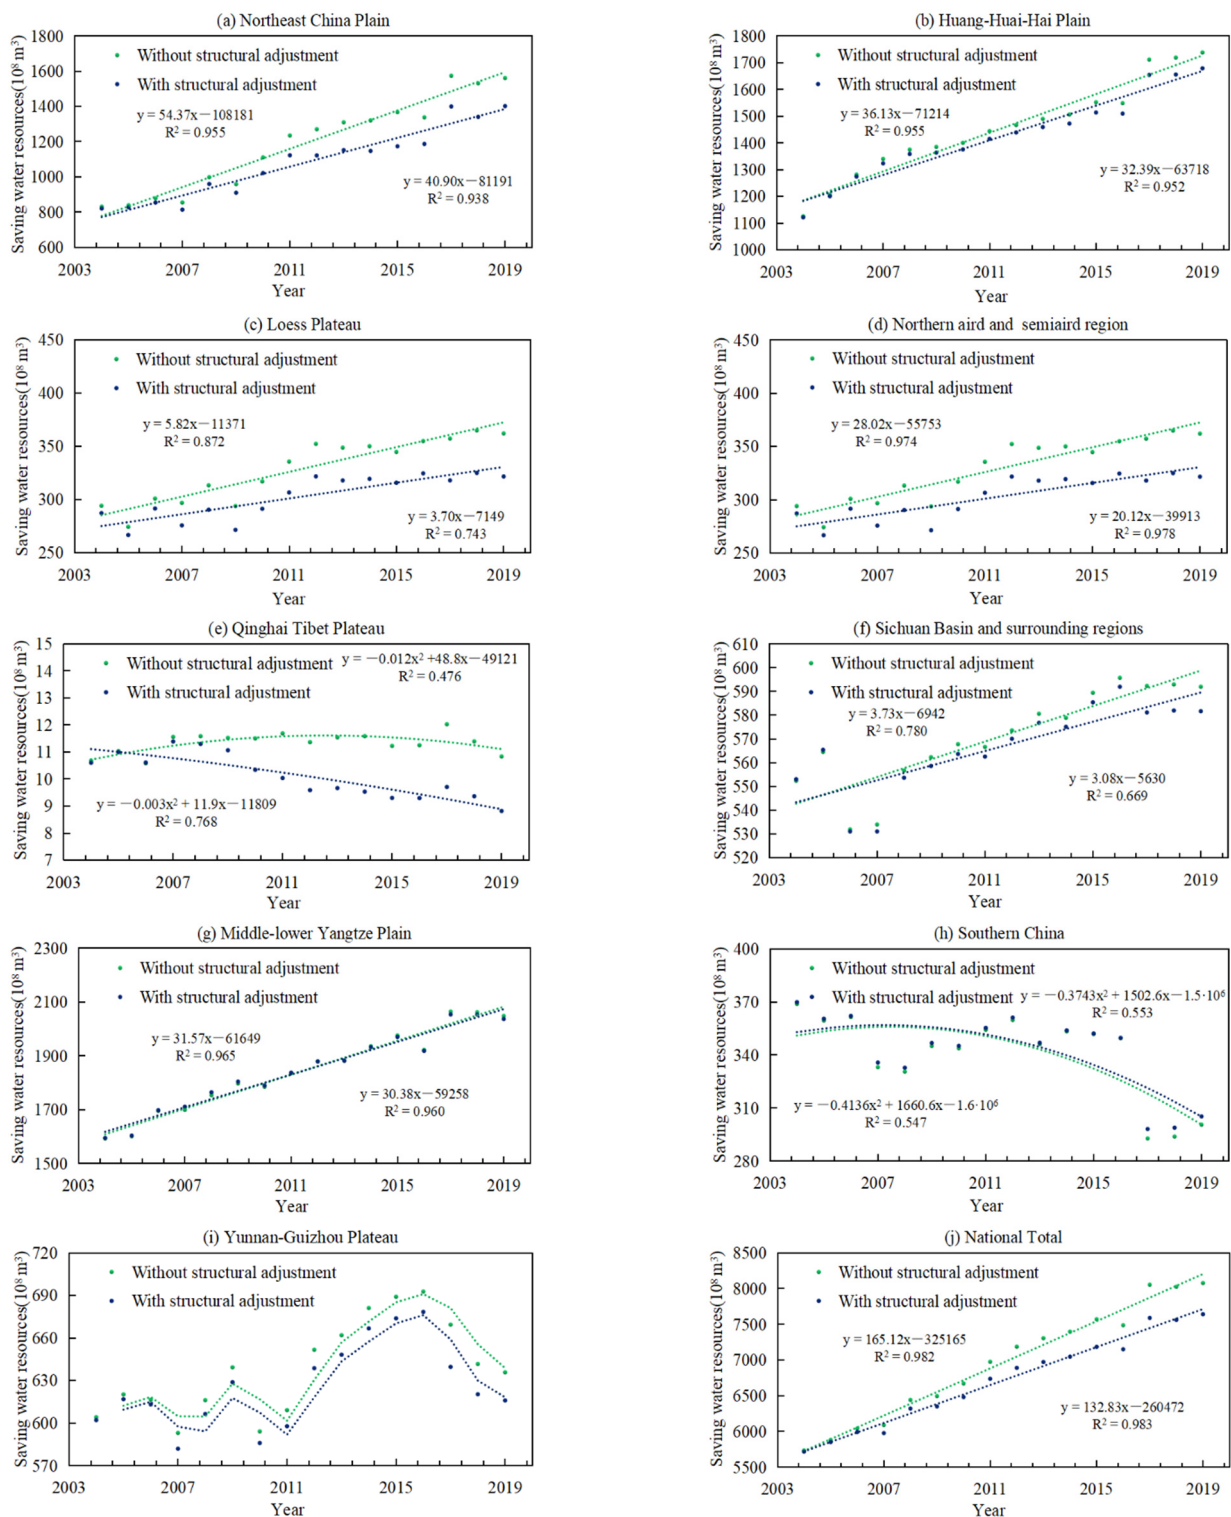 (a) Northeast China Plain
Saving water resources(10⁸ m³)
1800
1600
1400
1200
1000
800
600
Without structural adjustment
With structural adjustment
y = 54.37x－108181
R² = 0.955
y = 40.90x－81191
R² = 0.938
2003 2007 2011 2015 2019
Year
(b) Huang-Huai-Hai Plain
Saving water resources(10⁸ m³)
1800
1700
1600
1500
1400
1300
1200
1100
1000
Without structural adjustment
With structural adjustment
y = 36.13x－71214
R² = 0.955
y = 32.39x－63718
R² = 0.952
2003 2007 2011 2015 2019
Year
(c) Loess Plateau
Saving water resources(10⁸ m³)
450
400
350
300
250
Without structural adjustment
With structural adjustment
y = 5.82x－11371
R² = 0.872
y = 3.70x－7149
R² = 0.743
2003 2007 2011 2015 2019
Year
(d) Northern aird and semiaird region
Saving water resources(10⁸ m³)
450
400
350
300
250
Without structural adjustment
With structural adjustment
y = 28.02x－55753
R² = 0.974
y = 20.12x－39913
R² = 0.978
2003 2007 2011 2015 2019
Year
(e) Qinghai Tibet Plateau
Saving water resources(10⁸ m³)
15
14
13
12
11
10
9
8
7
Without structural adjustment
With structural adjustment
y = －0.012x² +48.8x－49121
R² = 0.476
y = －0.003x² + 11.9x－11809
R² = 0.768
2003 2007 2011 2015 2019
Year
(f) Sichuan Basin and surrounding regions
Saving water resources(10⁸ m³)
610
600
590
580
570
560
550
540
530
520
Without structural adjustment
With structural adjustment
y = 3.73x－6942
R² = 0.780
y = 3.08x－5630
R² = 0.669
2003 2007 2011 2015 2019
Year
(g) Middle-lower Yangtze Plain
Saving water resources(10⁸ m³)
2300
2100
1900
1700
1500
Without structural adjustment
With structural adjustment
y = 31.57x－61649
R² = 0.965
y = 30.38x－59258
R² = 0.960
2003 2007 2011 2015 2019
Year
(h) Southern China
Saving water resources(10⁸ m³)
400
370
340
310
280
Without structural adjustment
With structural adjustment
y = －0.3743x² + 1502.6x－1.5·10⁶
R² = 0.553
y = －0.4136x² + 1660.6x－1.6·10⁶
R² = 0.547
2003 2007 2011 2015 2019
Year
(i) Yunnan-Guizhou Plateau
Saving water resources(10⁸ m³)
720
690
660
630
600
570
Without structural adjustment
With structural adjustment
2003 2007 2011 2015 2019
Year
(j) National Total
Saving water resources(10⁸ m³)
8500
8000
7500
7000
6500
6000
5500
Without structural adjustment
With structural adjustment
y = 165.12x－325165
R² = 0.982
y = 132.83x－260472
R² = 0.983
2003 2007 2011 2015 2019
Year